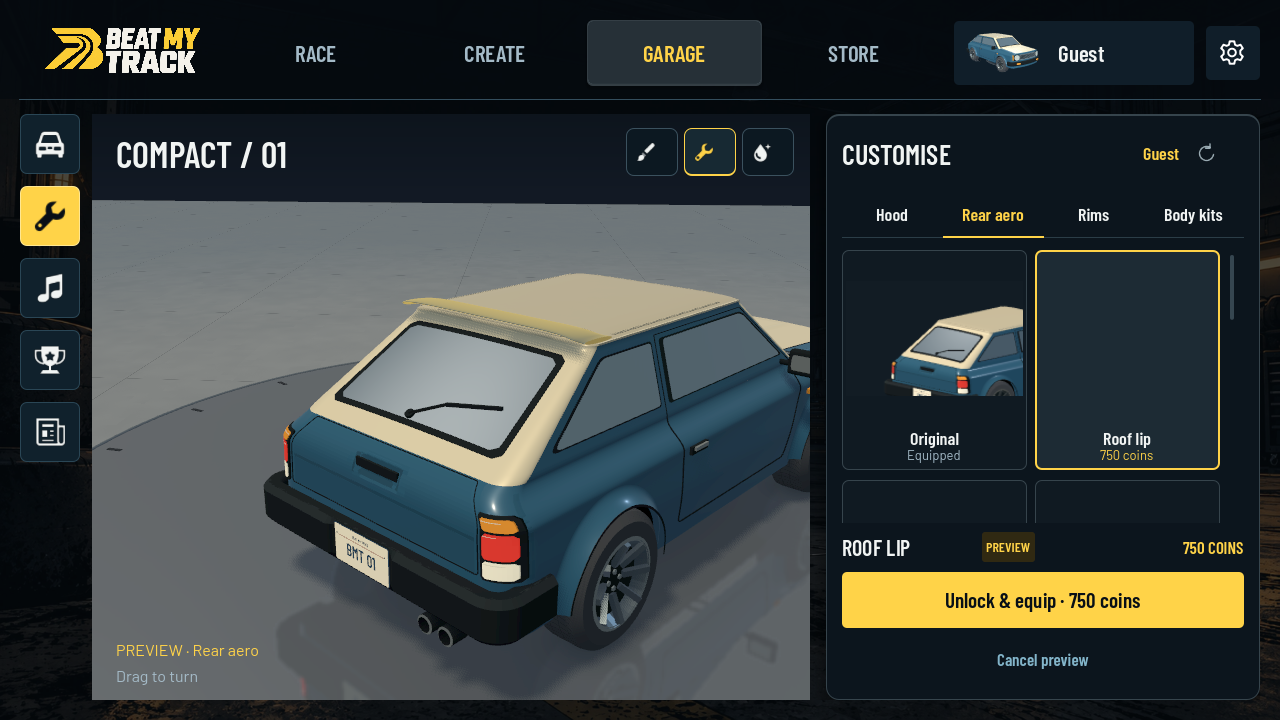 BEAT MY
TRACK
RACE
CREATE
GARAGE
STORE
Guest
COMPACT / 01
CUSTOMISE
Guest
Hood
Rear aero
Rims
Body kits
Original
Equipped
Roof lip
750 coins
BMT 01
ROOF LIP
PREVIEW
750 COINS
Unlock & equip · 750 coins
Cancel preview
PREVIEW · Rear aero
Drag to turn